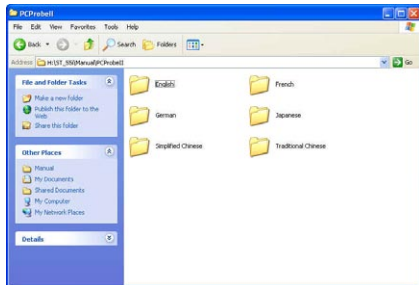 PCProbeII
File Edit View Favorites Tools Help
Back Search Folders
Address H:\ST_55I\Manual\PCProbeII Go
File and Folder Tasks
Make a new folder
Publish this folder to the
Web
Share this folder
Other Places
Manual
My Documents
Shared Documents
My Computer
My Network Places
Details
English
French
German
Japanese
Simplified Chinese
Traditional Chinese